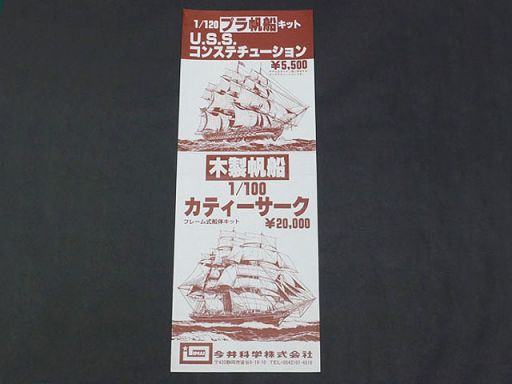 1/120 プラ帆船キット
U.S.S.
コンステチューション
¥5,500
木製帆船
1/100
カティーサーク
¥20,000
フレーム式船体キット
今井科学株式会社